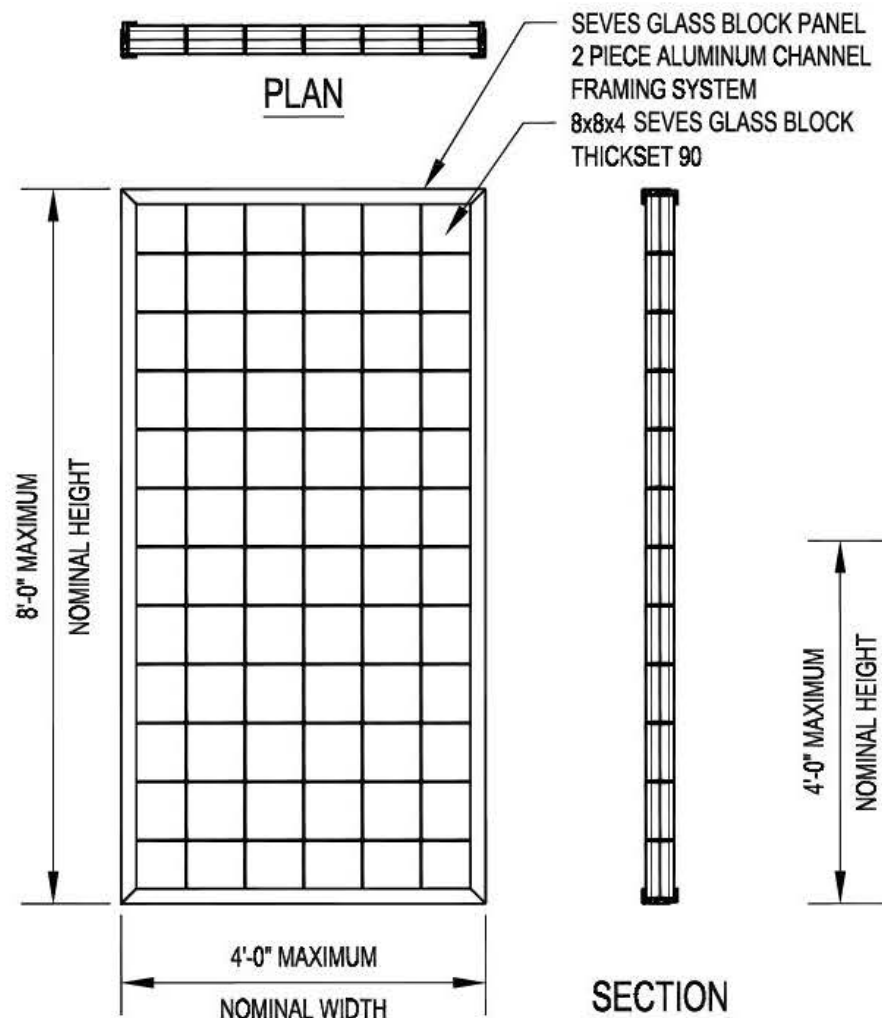 SEVES GLASS BLOCK PANEL
2 PIECE ALUMINUM CHANNEL
FRAMING SYSTEM
8x8x4 SEVES GLASS BLOCK
THICKSET 90
PLAN
8'-0" MAXIMUM
NOMINAL HEIGHT
4'-0" MAXIMUM
NOMINAL HEIGHT
4'-0" MAXIMUM
NOMINAL WIDTH
SECTION